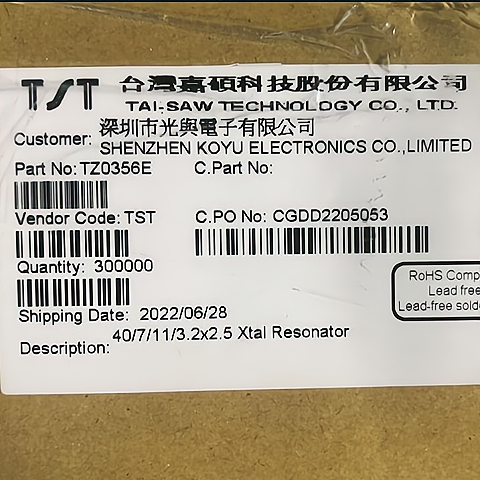 TST 台灣嘉碩科技股份有限公司
TAI-SAW TECHNOLOGY CO., LTD.
Customer: 深圳市光與電子有限公司
SHENZHEN KOYU ELECTRONICS CO.,LIMITED
Part No: TZ0356E C.Part No:
Vendor Code: TST C.PO No: CGDD2205053
Quantity: 300000
RoHS Comp
Lead free
Lead-free solde
Shipping Date: 2022/06/28
Description: 40/7/11/3.2x2.5 Xtal Resonator